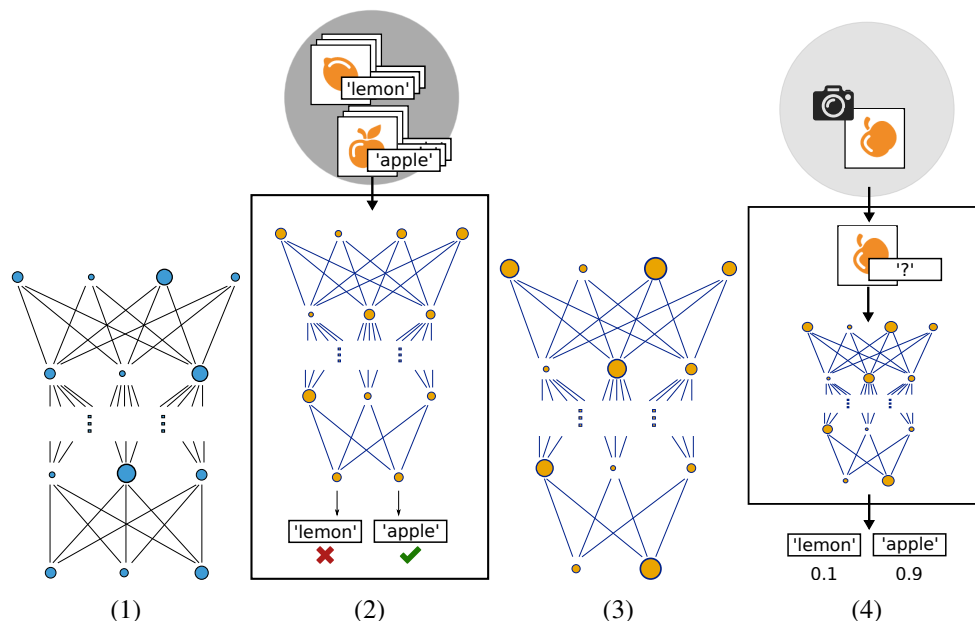 'lemon'
'apple'
'?'
'lemon' 'apple'
'lemon' 'apple'
0.1 0.9
(1) (2) (3) (4)